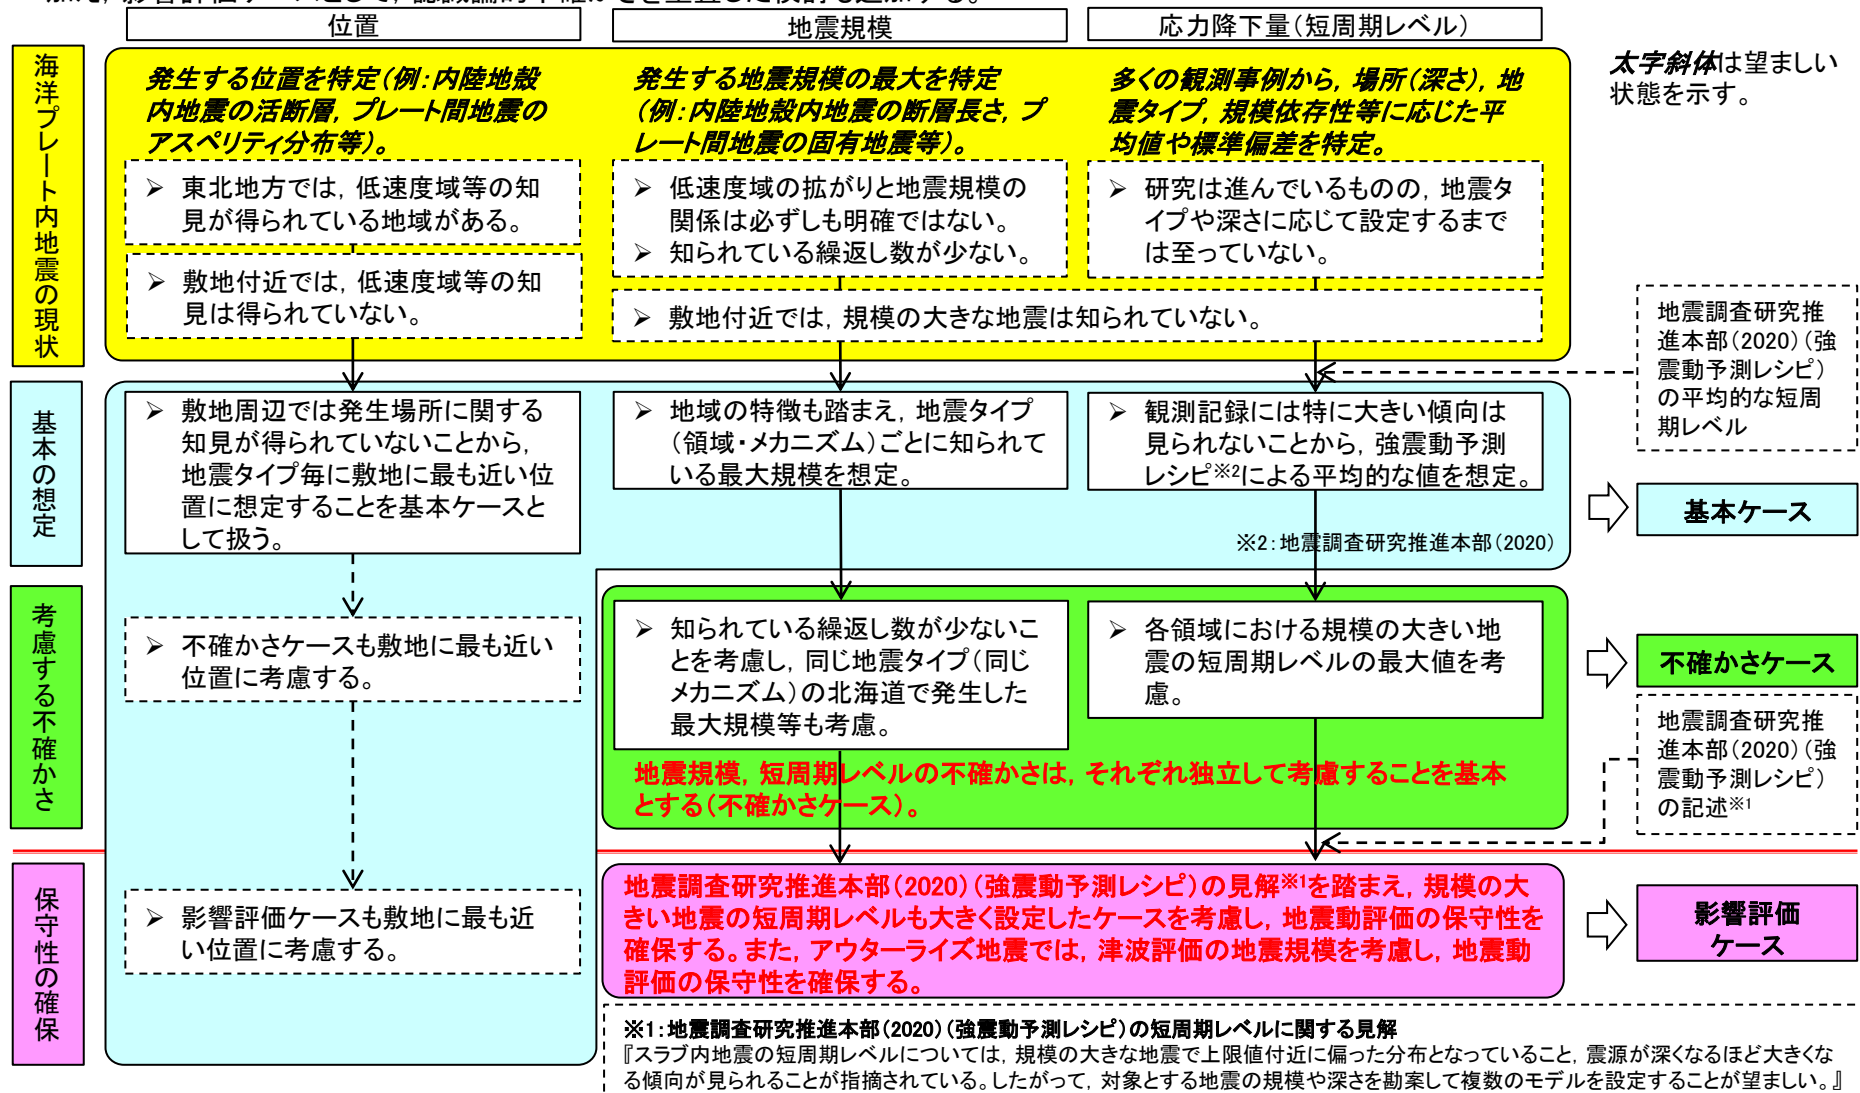 位置
地震規模
応力降下量(短周期レベル)
海洋プレート内地震の現状
発生する位置を特定(例:内陸地殻
内地震の活断層, プレート間地震の
アスペリティ分布等)。
発生する地震規模の最大を特定
(例:内陸地殻内地震の断層長さ, プ
レート間地震の固有地震等)。
多くの観測事例から, 場所(深さ), 地
震タイプ, 規模依存性等に応じた平
均値や標準偏差を特定。
太字斜体は望ましい
状態を示す。
➢ 東北地方では, 低速度域等の知
見が得られている地域がある。
➢ 敷地付近では, 低速度域等の知
見は得られていない。
➢ 低速度域の拡がりと地震規模の
関係は必ずしも明確ではない。
➢ 知られている繰返し数が少ない。
➢ 研究は進んでいるものの, 地震タ
イプや深さに応じて設定するまで
は至っていない。
➢ 敷地付近では, 規模の大きな地震は知られていない。
地震調査研究推
進本部(2020)(強
震動予測レシピ)
の平均的な短周
期レベル
基本の想定
➢ 敷地周辺では発生場所に関する
知見が得られていないことから,
地震タイプ毎に敷地に最も近い位
置に想定することを基本ケースと
して扱う。
➢ 地域の特徴も踏まえ, 地震タイプ
(領域・メカニズム)ごとに知られて
いる最大規模を想定。
➢ 観測記録には特に大きい傾向は
見られないことから, 強震動予測
レシピ※2による平均的な値を想定。
※2:地震調査研究推進本部(2020)
基本ケース
考慮する不確かさ
➢ 不確かさケースも敷地に最も近い
位置に考慮する。
➢ 知られている繰返し数が少ないこ
とを考慮し, 同じ地震タイプ(同じ
メカニズム)の北海道で発生した
最大規模等も考慮。
➢ 各領域における規模の大きい地
震の短周期レベルの最大値を考
慮。
地震規模, 短周期レベルの不確かさは, それぞれ独立して考慮することを基本
とする(不確かさケース)。
不確かさケース
地震調査研究推
進本部(2020)(強
震動予測レシピ)
の記述※1
保守性の確保
➢ 影響評価ケースも敷地に最も近
い位置に考慮する。
地震調査研究推進本部(2020)(強震動予測レシピ)の見解※1を踏まえ, 規模の大
きい地震の短周期レベルも大きく設定したケースを考慮し, 地震動評価の保守性を
確保する。また, アウターライズ地震では, 津波評価の地震規模を考慮し, 地震動
評価の保守性を確保する。
影響評価
ケース
※1:地震調査研究推進本部(2020)(強震動予測レシピ)の短周期レベルに関する見解
『スラブ内地震の短周期レベルについては, 規模の大きな地震で上限値付近に偏った分布となっていること, 震源が深くなるほど大きくな
る傾向が見られることが指摘されている。したがって, 対象とする地震の規模や深さを勘案して複数のモデルを設定することが望ましい。』